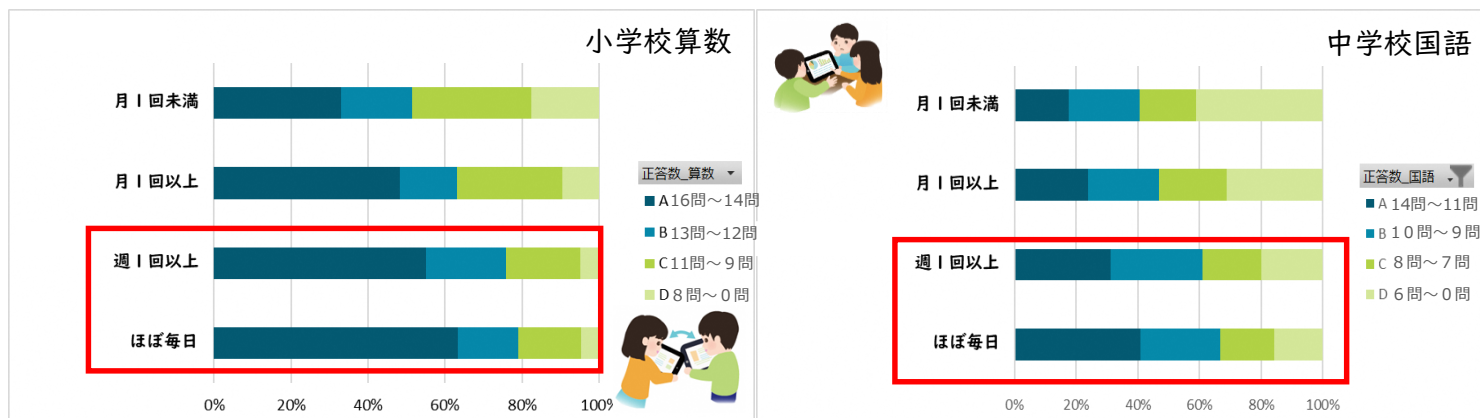 小学校算数
月1回未満
月1回以上
週1回以上
ほぼ毎日
0% 20% 40% 60% 80% 100%
正答数_算数
A16問～14問
B13問～12問
C11問～９問
D８問～０問
中学校国語
月1回未満
月1回以上
週1回以上
ほぼ毎日
0% 20% 40% 60% 80% 100%
正答数_国語
A 14問～11問
B １０問～９問
C ８問～７問
D ６問～０問